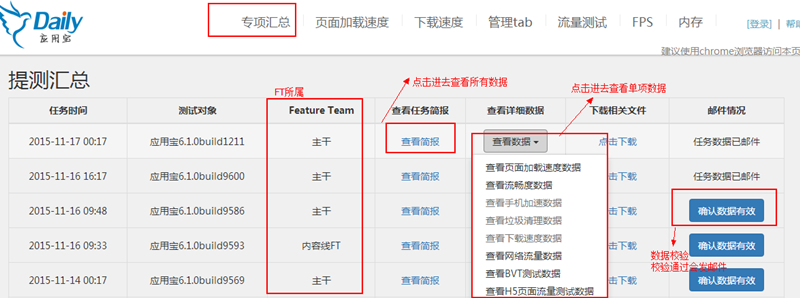 Daily
应用宝
专项汇总 页面加载速度 下载速度 管理tab 流量测试 FPS 内存 [登录] | 帮助
建议使用chrome浏览器访问本页
提测汇总
FT所属
点击进去查看所有数据
点击进去查看单项数据
任务时间 测试对象 Feature Team 查看任务简报 查看详细数据 下载相关文件 邮件情况
2015-11-17 00:17 应用宝6.1.0build1211 主干 查看简报 查看数据 点击下载 任务数据已邮件
2015-11-16 16:17 应用宝6.1.0build9600 主干 查看简报 击下载 任务数据已邮件
2015-11-16 09:48 应用宝6.1.0build9586 主干 查看简报 击下载 确认数据有效
2015-11-16 09:33 应用宝6.1.0build9593 内容线FT 查看简报 击下载 确认数据有效
2015-11-14 00:17 应用宝6.1.0build9569 主干 查看简报 击下载 确认数据有效
查看页面加载速度数据
查看流畅度数据
查看手机加速数据
查看垃圾清理数据
查看下载速度数据
查看网络流量数据
查看BVT测试数据
查看H5页面流量测试数据
数据校验
校验通过会发邮件